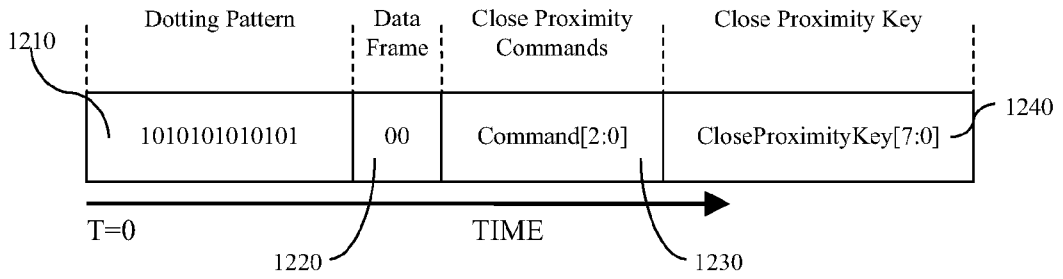 Dotting Pattern
Data
Frame
Close Proximity
Commands
Close Proximity Key
1210
1010101010101
00
Command[2:0]
CloseProximityKey[7:0]
1240
T=0
TIME
1220
1230